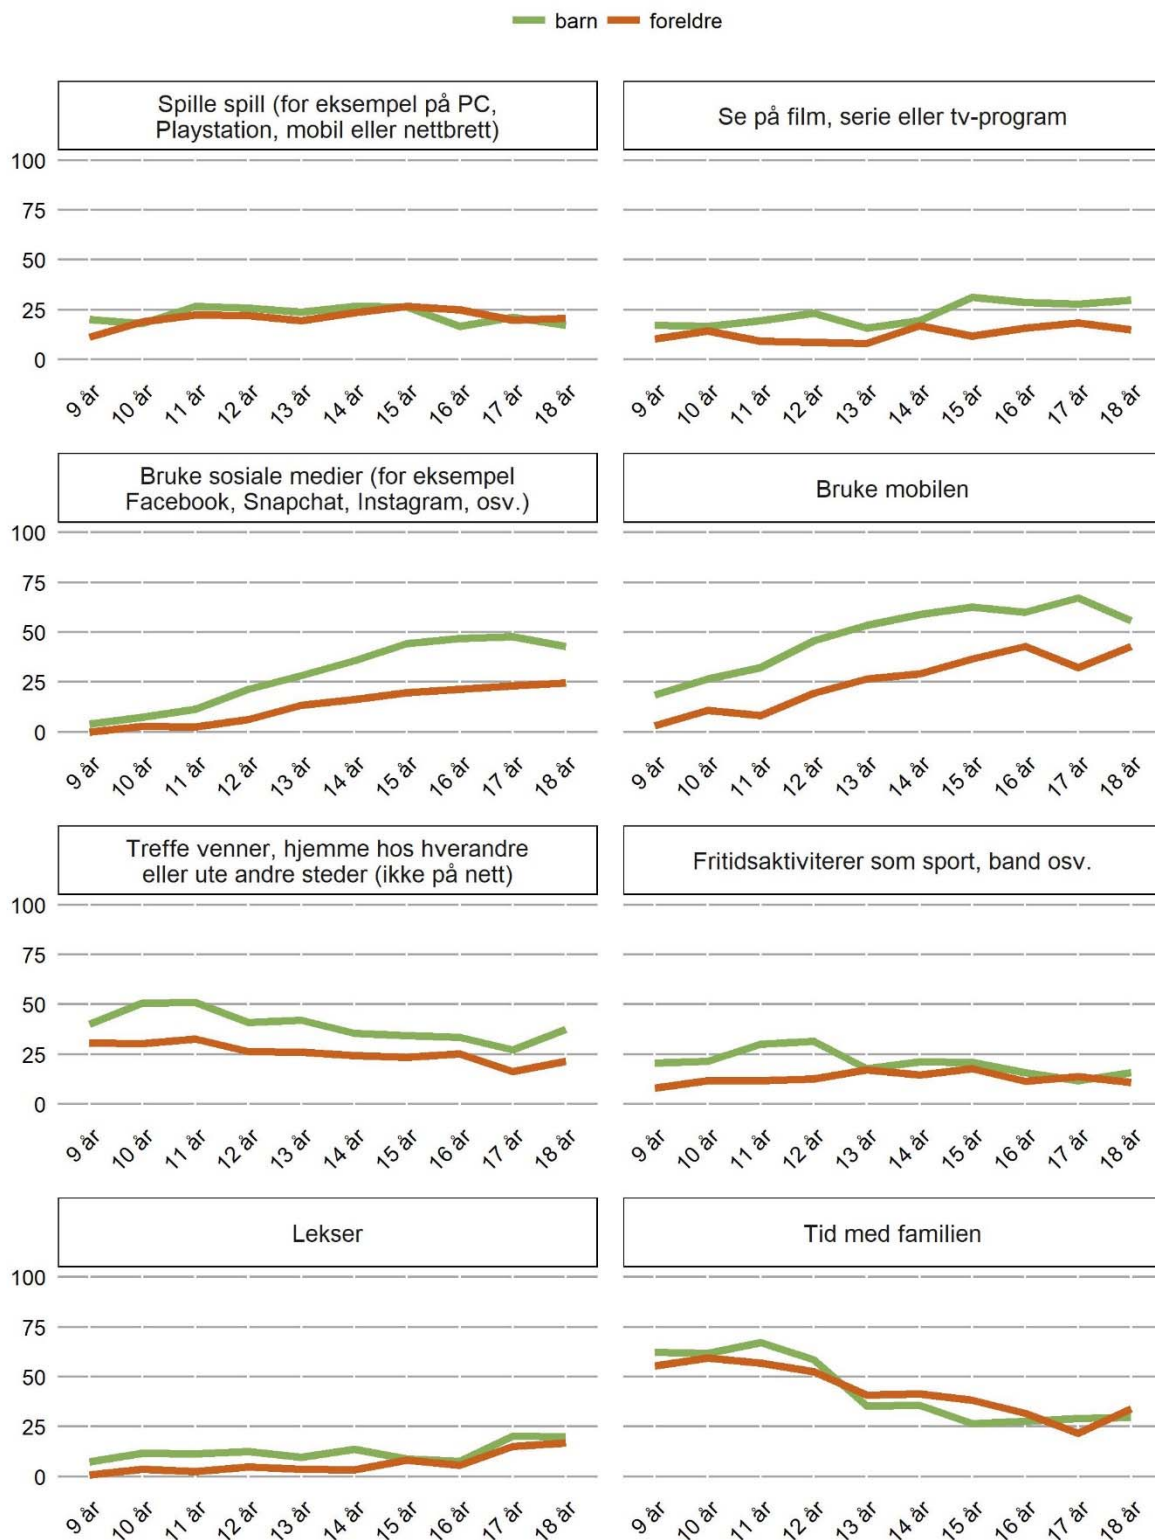 barn foreldre
Spille spill (for eksempel på PC,
Playstation, mobil eller nettbrett)
100
75
50
25
0
9 år 10 år 11 år 12 år 13 år 14 år 15 år 16 år 17 år 18 år
Se på film, serie eller tv-program
9 år 10 år 11 år 12 år 13 år 14 år 15 år 16 år 17 år 18 år
Bruke sosiale medier (for eksempel
Facebook, Snapchat, Instagram, osv.)
100
75
50
25
0
9 år 10 år 11 år 12 år 13 år 14 år 15 år 16 år 17 år 18 år
Bruke mobilen
9 år 10 år 11 år 12 år 13 år 14 år 15 år 16 år 17 år 18 år
Treffe venner, hjemme hos hverandre
eller ute andre steder (ikke på nett)
100
75
50
25
0
9 år 10 år 11 år 12 år 13 år 14 år 15 år 16 år 17 år 18 år
Fritidsaktiviterer som sport, band osv.
9 år 10 år 11 år 12 år 13 år 14 år 15 år 16 år 17 år 18 år
Lekser
100
75
50
25
0
9 år 10 år 11 år 12 år 13 år 14 år 15 år 16 år 17 år 18 år
Tid med familien
9 år 10 år 11 år 12 år 13 år 14 år 15 år 16 år 17 år 18 år